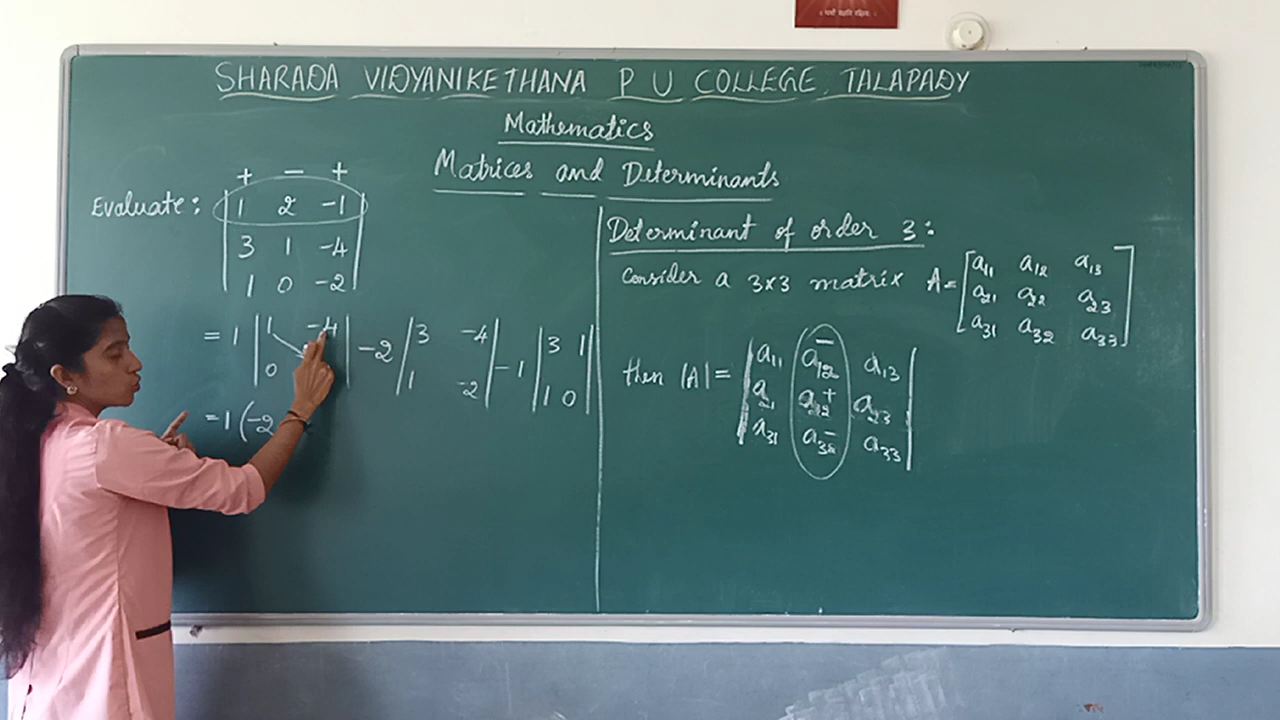 SHARADA VIDYANIKETHANA P U COLLEGE, TALAPADY
Mathematics
Matrices and Determinants
+ − +
Evaluate: | 1 2 -1 |
| 3 1 -4 |
| 1 0 -2 |
= 1 | 1 -4 | -2 | 3 -4 | -1 | 3 1 |
| 0 | | 1 -2 | | 1 0 |
= 1 (-2
Determinant of order 3:
Consider a 3x3 matrix A = [ a11 a12 a13 ]
[ a21 a22 a23 ]
[ a31 a32 a33 ]
then |A| = | a11 a12 − a13 |
| a21 a22 + a23 |
| a31 a32 − a33 |